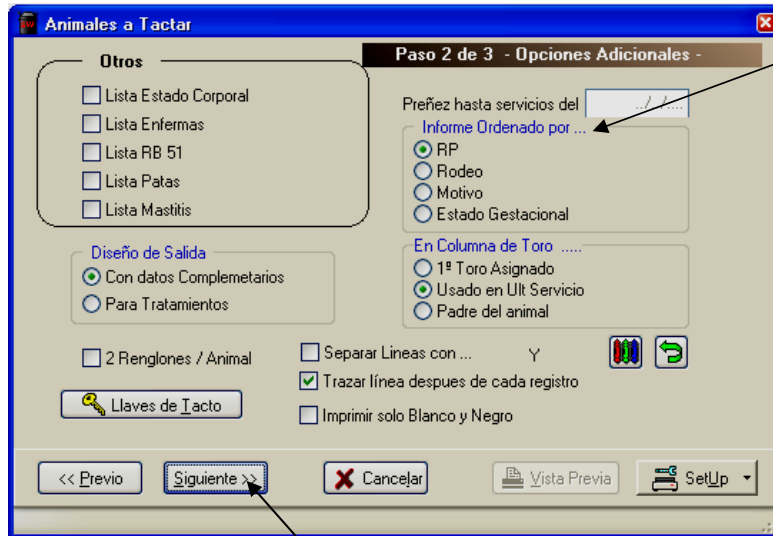 Animales a Tactar
Paso 2 de 3 - Opciones Adicionales -
Otros
Lista Estado Corporal
Lista Enfermas
Lista RB 51
Lista Patas
Lista Mastitis
Preñez hasta servicios del ../../....
Informe Ordenado por ...
RP
Rodeo
Motivo
Estado Gestacional
Diseño de Salida
Con datos Complemetarios
Para Tratamientos
En Columna de Toro .....
1ª Toro Asignado
Usado en Ult Servicio
Padre del animal
2 Renglones / Animal
Separar Lineas con ... Y
Trazar línea despues de cada registro
Imprimir solo Blanco y Negro
Llaves de Tacto
<< Previo
Siguiente >>
Cancelar
Vista Previa
SetUp